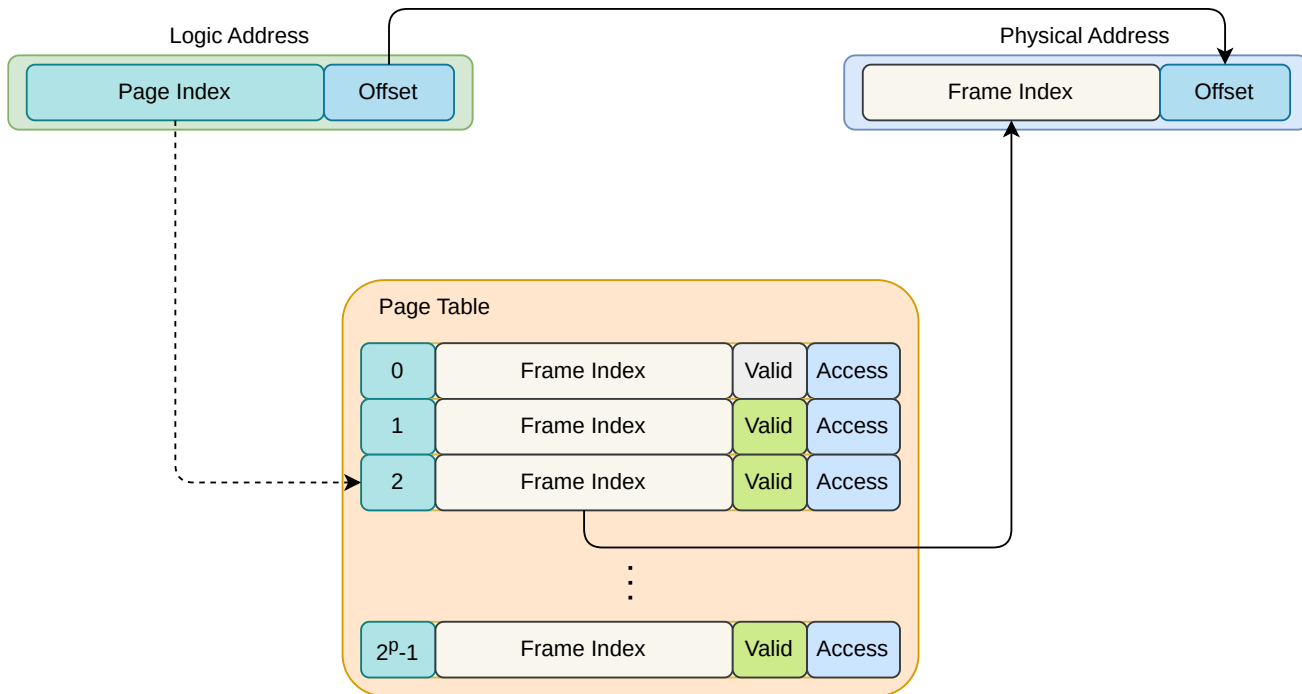 Logic Address
Physical Address
Page Index Offset
Frame Index Offset
Page Table
0 Frame Index Valid Access
1 Frame Index Valid Access
2 Frame Index Valid Access
⋮
2ᵖ-1 Frame Index Valid Access